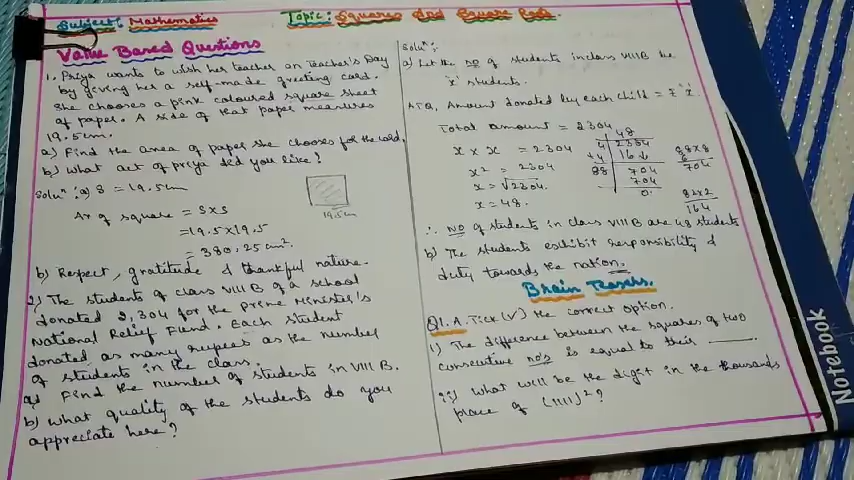 Subject: Mathematics
Topic: Squares and Square Roots.
Value Based Questions
1. Priya wants to wish her teacher on Teacher's Day
by giving her a self-made greeting card.
She chooses a pink coloured square sheet
of paper. A side of that paper measures
19.5cm.
a) Find the area of paper she chooses for the card.
b) What act of priya did you like?
Soluⁿ: a) S = 19.5cm
Ar of square = S×S
= 19.5×19.5
= 380.25 cm².
19.5cm
b) Respect, gratitude & thankful nature.
2) The students of class VIII B of a school
donated 2,304 for the Prime Minister's
National Relief Fund. Each student
donated as many rupees as the number
of students in the class.
a) Find the number of students in VIII B.
b) What quality of the students do you
appreciate here?
Soluⁿ:
a) Let the no of students in class VIII B be
'x' students.
ATQ, Amount donated by each child = ₹ 'x'.
Total amount = 2304
x × x = 2304
x² = 2304
x = √2304
x = 48.
48
4 2304
+4 16↓
88 704
704
0
88×8
704
82×2
164
∴ No of students in class VIII B are 48 students
b) The students exhibit responsibility &
duty towards the nation.
Brain Teasers.
Q1. A. Tick (√) the correct option.
i) The difference between the squares of two
consecutive no's is equal to their ______.
ii) What will be the digit in the thousands
place of (1111)²?
Notebook